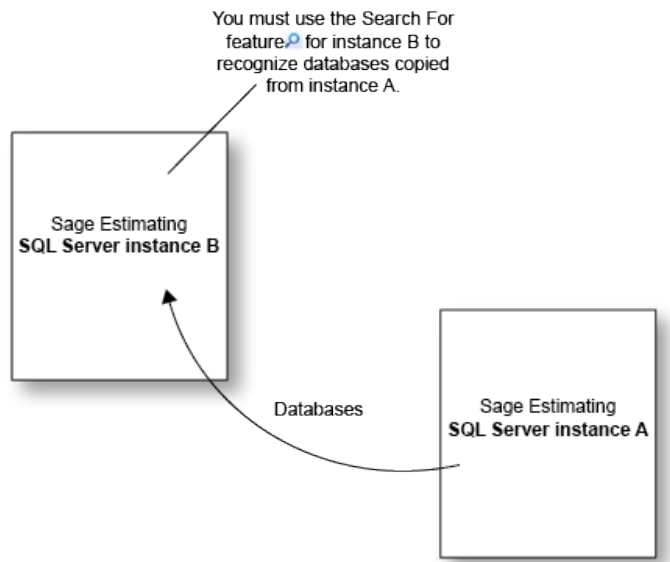 You must use the Search For
feature for instance B to
recognize databases copied
from instance A.
Sage Estimating
SQL Server instance B
Databases
Sage Estimating
SQL Server instance A